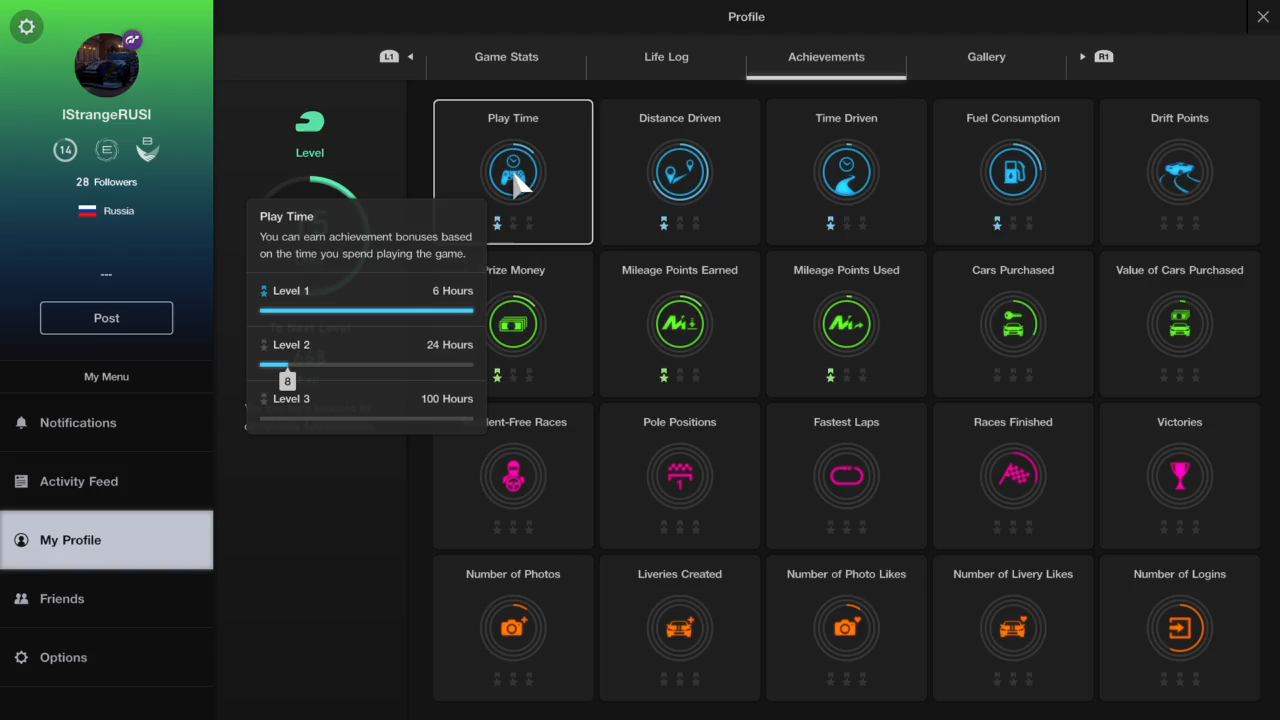 Profile
L1
Game Stats
Life Log
Achievements
Gallery
R1
lStrangeRUSl
14
E
B
28 Followers
Russia
---
Post
My Menu
Notifications
Activity Feed
My Profile
Friends
Options
Level
Play Time
You can earn achievement bonuses based
on the time you spend playing the game.
Level 1 6 Hours
Level 2 24 Hours
8
Level 3 100 Hours
Play Time
Distance Driven
Time Driven
Fuel Consumption
Drift Points
Prize Money
Mileage Points Earned
Mileage Points Used
Cars Purchased
Value of Cars Purchased
-Free Races
Pole Positions
1
Fastest Laps
Races Finished
Victories
Number of Photos
Liveries Created
Number of Photo Likes
Number of Livery Likes
Number of Logins